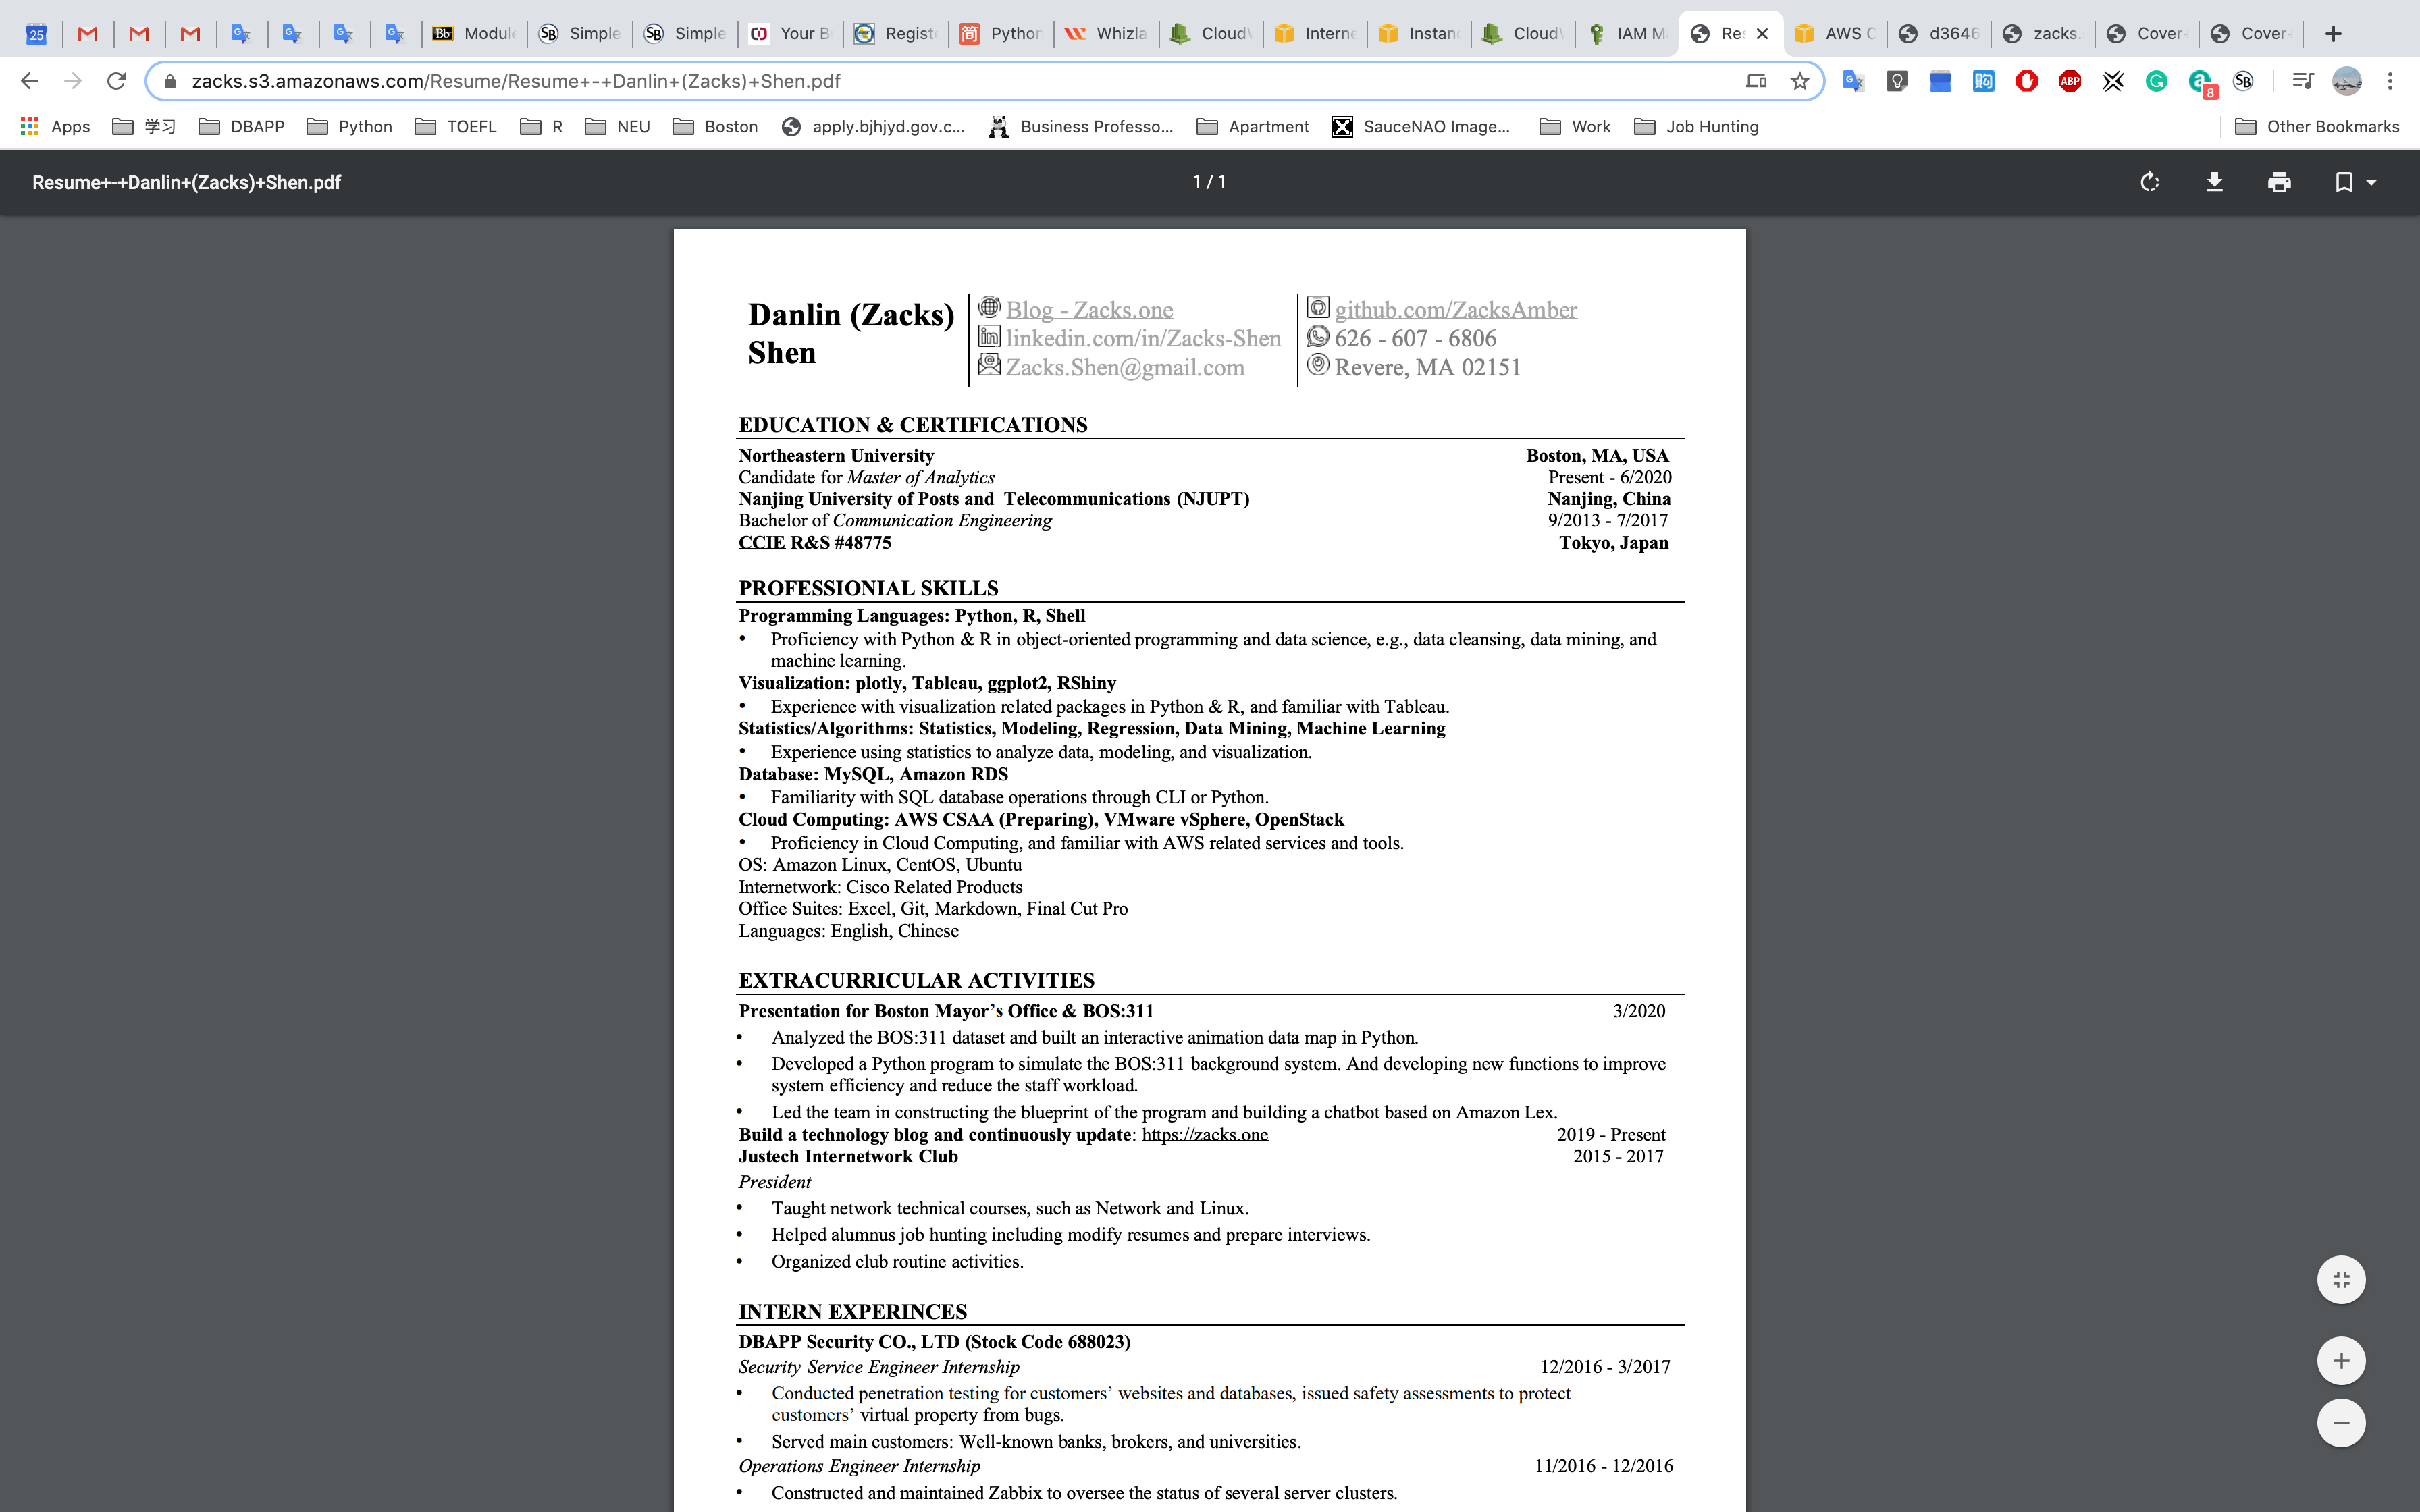 25
Bb Modul
SB Simple
SB Simple
Your B
Regist
简 Python
Whizla
Cloud
Intern
Instan
Cloud
IAM M
Res
AWS C
d3646
zacks.
Cover-
Cover-
zacks.s3.amazonaws.com/Resume/Resume+-+Danlin+(Zacks)+Shen.pdf
ABP
8
SB
Apps 学习 DBAPP Python TOEFL R NEU Boston apply.bjhjyd.gov.c... Business Professo... Apartment SauceNAO Image... Work Job Hunting Other Bookmarks
Resume+-+Danlin+(Zacks)+Shen.pdf
1 / 1
Danlin (Zacks)
Shen
Blog - Zacks.one
linkedin.com/in/Zacks-Shen
Zacks.Shen@gmail.com
github.com/ZacksAmber
626 - 607 - 6806
Revere, MA 02151
EDUCATION & CERTIFICATIONS
Northeastern University Boston, MA, USA
Candidate for Master of Analytics Present - 6/2020
Nanjing University of Posts and Telecommunications (NJUPT) Nanjing, China
Bachelor of Communication Engineering 9/2013 - 7/2017
CCIE R&S #48775 Tokyo, Japan
PROFESSIONIAL SKILLS
Programming Languages: Python, R, Shell
• Proficiency with Python & R in object-oriented programming and data science, e.g., data cleansing, data mining, and
machine learning.
Visualization: plotly, Tableau, ggplot2, RShiny
• Experience with visualization related packages in Python & R, and familiar with Tableau.
Statistics/Algorithms: Statistics, Modeling, Regression, Data Mining, Machine Learning
• Experience using statistics to analyze data, modeling, and visualization.
Database: MySQL, Amazon RDS
• Familiarity with SQL database operations through CLI or Python.
Cloud Computing: AWS CSAA (Preparing), VMware vSphere, OpenStack
• Proficiency in Cloud Computing, and familiar with AWS related services and tools.
OS: Amazon Linux, CentOS, Ubuntu
Internetwork: Cisco Related Products
Office Suites: Excel, Git, Markdown, Final Cut Pro
Languages: English, Chinese
EXTRACURRICULAR ACTIVITIES
Presentation for Boston Mayor’s Office & BOS:311 3/2020
• Analyzed the BOS:311 dataset and built an interactive animation data map in Python.
• Developed a Python program to simulate the BOS:311 background system. And developing new functions to improve
system efficiency and reduce the staff workload.
• Led the team in constructing the blueprint of the program and building a chatbot based on Amazon Lex.
Build a technology blog and continuously update: https://zacks.one 2019 - Present
Justech Internetwork Club 2015 - 2017
President
• Taught network technical courses, such as Network and Linux.
• Helped alumnus job hunting including modify resumes and prepare interviews.
• Organized club routine activities.
INTERN EXPERINCES
DBAPP Security CO., LTD (Stock Code 688023)
Security Service Engineer Internship 12/2016 - 3/2017
• Conducted penetration testing for customers’ websites and databases, issued safety assessments to protect
customers’ virtual property from bugs.
• Served main customers: Well-known banks, brokers, and universities.
Operations Engineer Internship 11/2016 - 12/2016
• Constructed and maintained Zabbix to oversee the status of several server clusters.